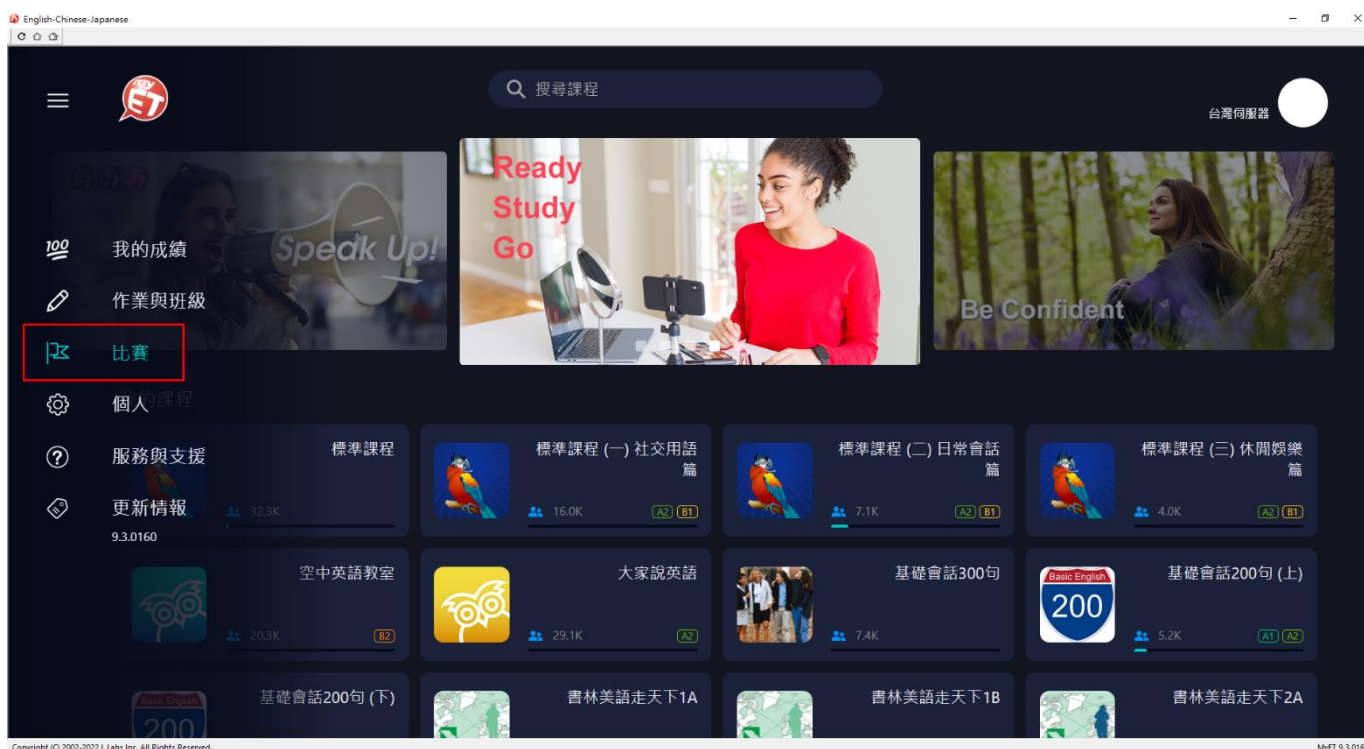 English-Chinese-Japanese
my
ET
搜尋課程
台灣伺服器
Speak Up!
Ready
Study
Go
Be Confident
100
我的成績
作業與班級
比賽
個人
的課程
服務與支援
更新情報
9.3.0160
標準課程
32.3K
標準課程 (一) 社交用語
篇
16.0K
A2 B1
標準課程 (二) 日常會話
篇
7.1K
A2 B1
標準課程 (三) 休閒娛樂
篇
4.0K
A2 B1
空中英語教室
20.3K
B2
大家說英語
29.1K
A2
基礎會話300句
7.4K
Basic English
200
基礎會話200句 (上)
5.2K
A1 A2
Basic English
200
基礎會話200句 (下)
書林美語走天下1A
書林美語走天下1B
書林美語走天下2A
Copyright (C) 2002-2022 L Labs Inc. All Rights Reserved.
MyET 9.3.016